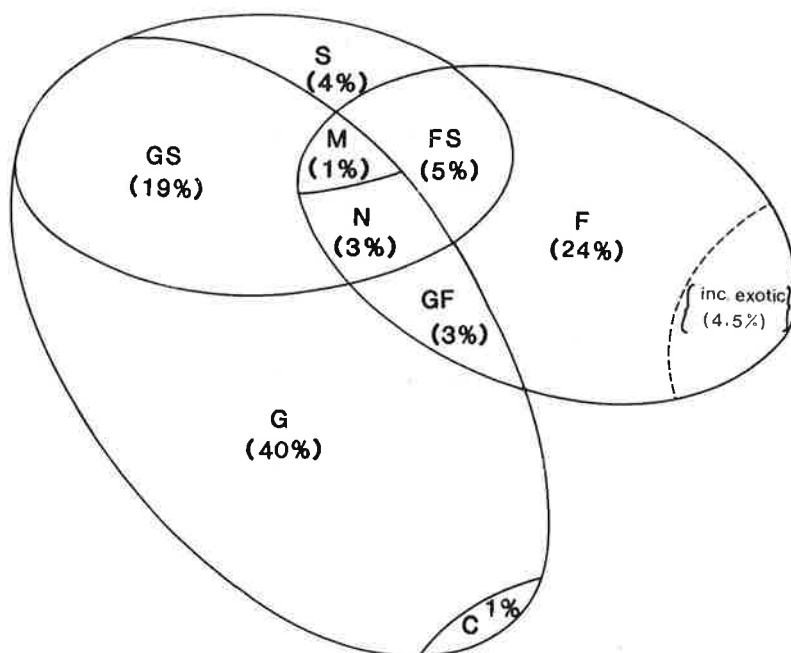 S
(4%)
M
(1%)
FS
(5%)
GS
(19%)
N
(3%)
F
(24%)
inc. exotic
(4.5%)
GF
(3%)
G
(40%)
C 1%